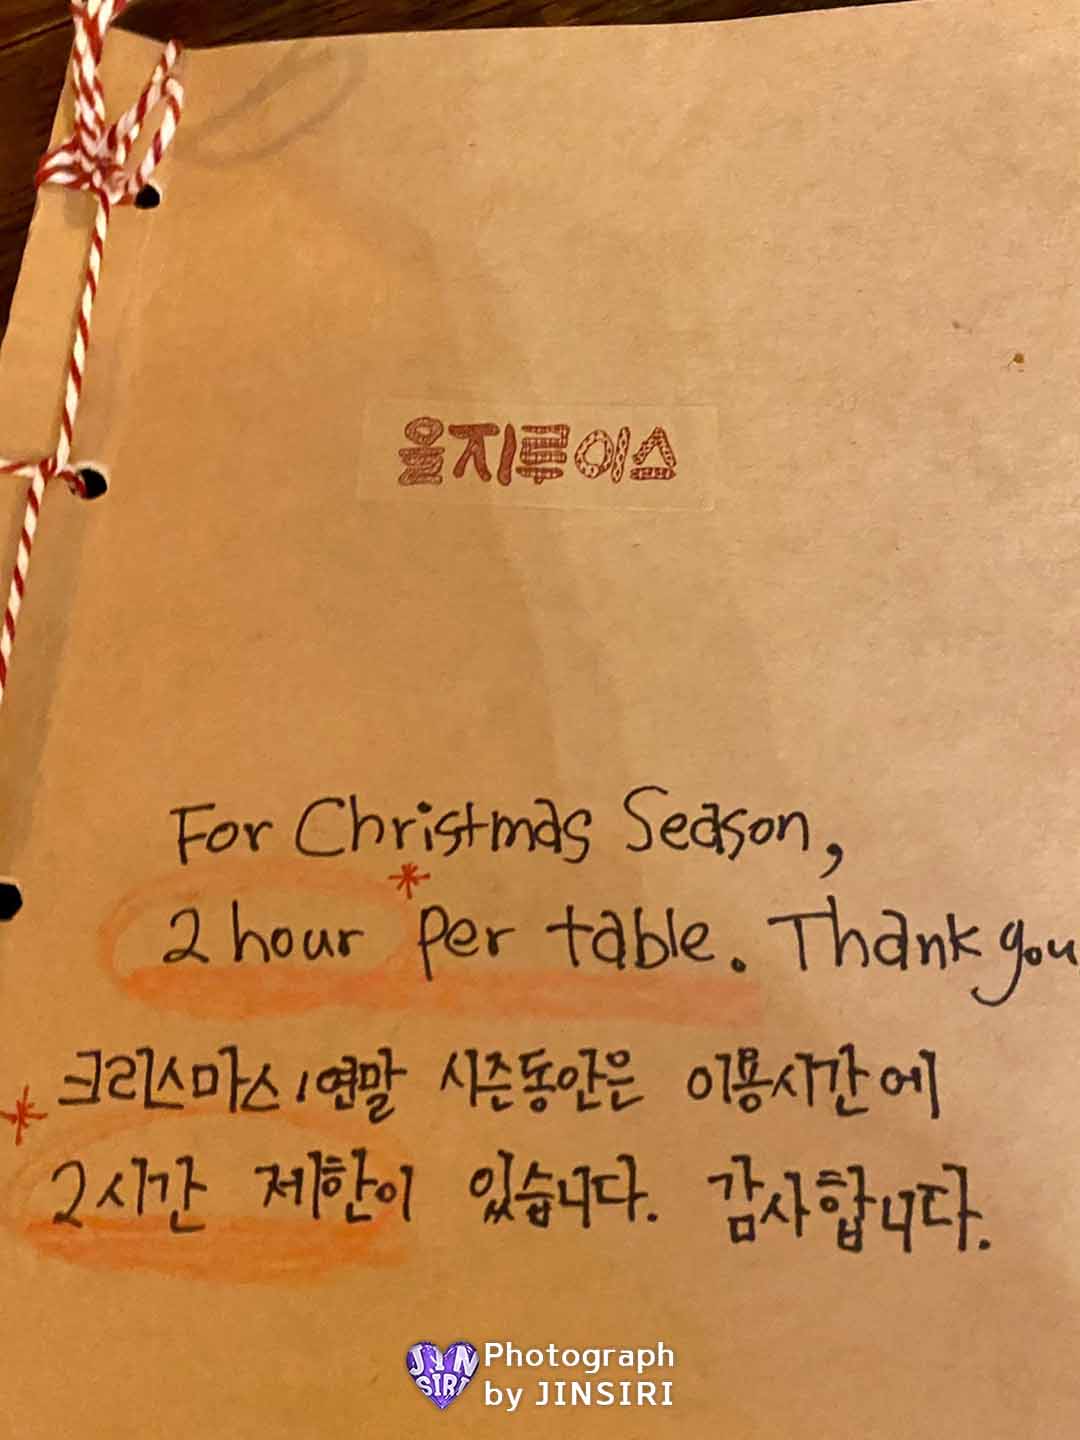 을지루이스
For Christmas Season,
2 hour * per table. Thank you
크리스마스/연말 시즌동안은 이용시간에
* 2시간 제한이 있습니다. 감사합니다.
JIN SIRI
Photograph
by JINSIRI